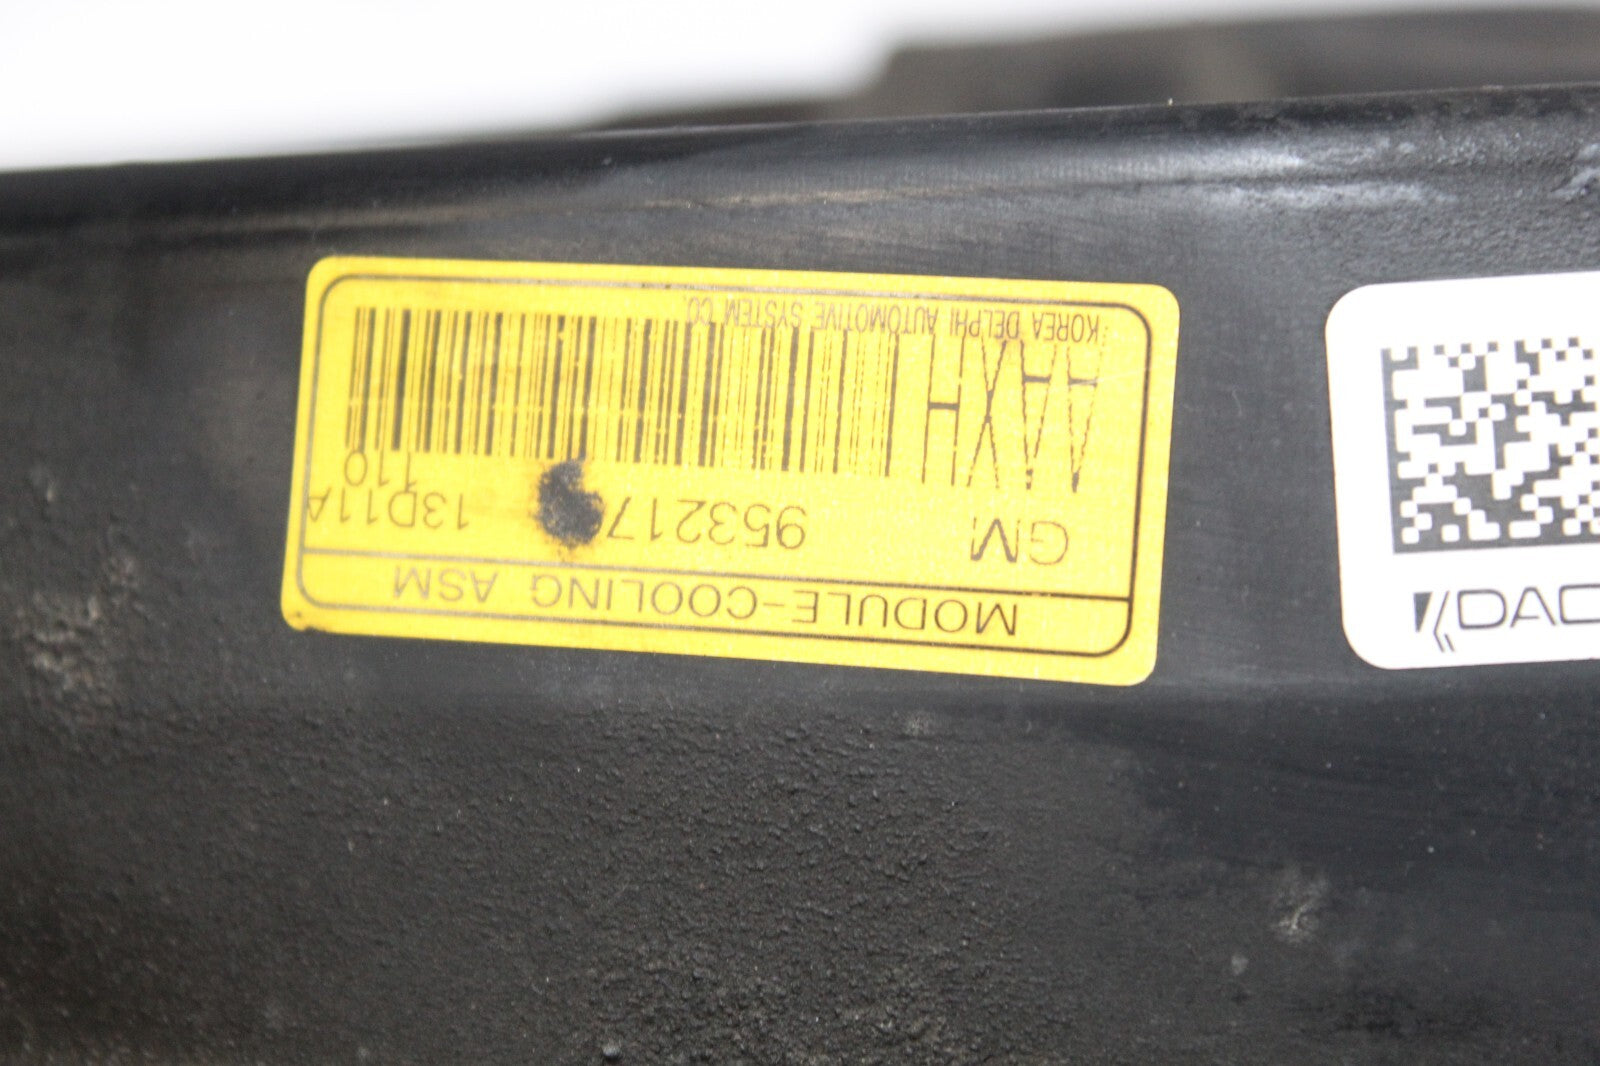 MODULE-COOLING ASM
GM 953217 13D11A
110
AAXH
KOREA DELPHI AUTOMOTIVE SYSTEM CO.